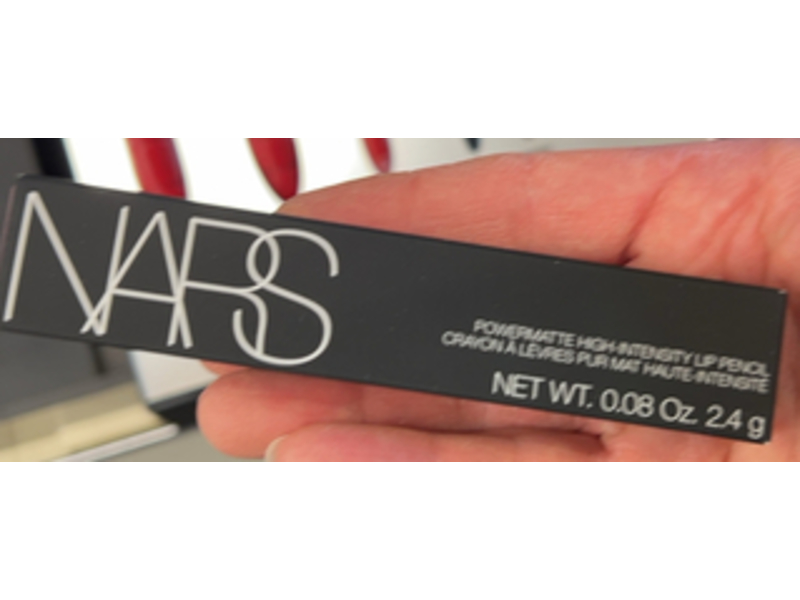 NARS
POWERMATTE HIGH-INTENSITY LIP PENCIL
CRAYON À LÈVRES PUR MAT HAUTE-INTENSITÉ
NET WT. 0.08 Oz. 2.4 g